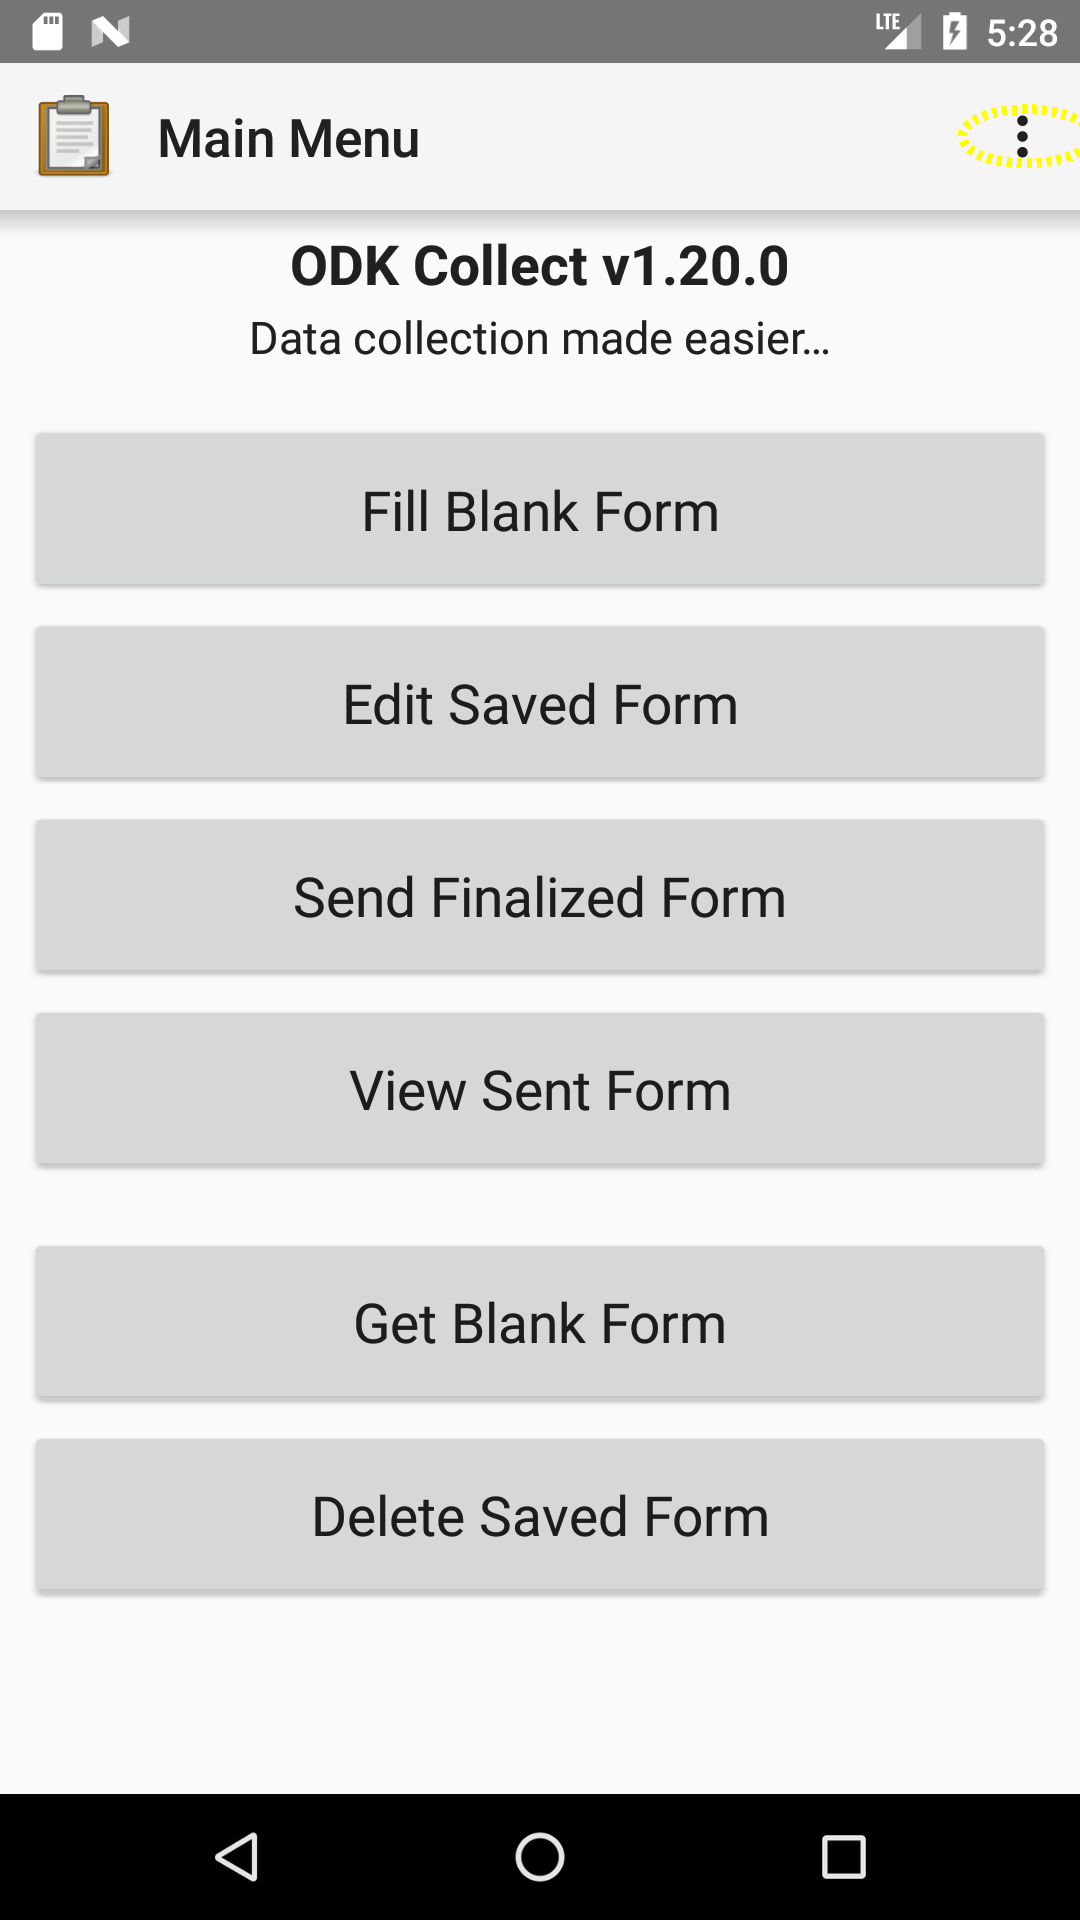 LTE 5:28
Main Menu
ODK Collect v1.20.0
Data collection made easier...
Fill Blank Form
Edit Saved Form
Send Finalized Form
View Sent Form
Get Blank Form
Delete Saved Form